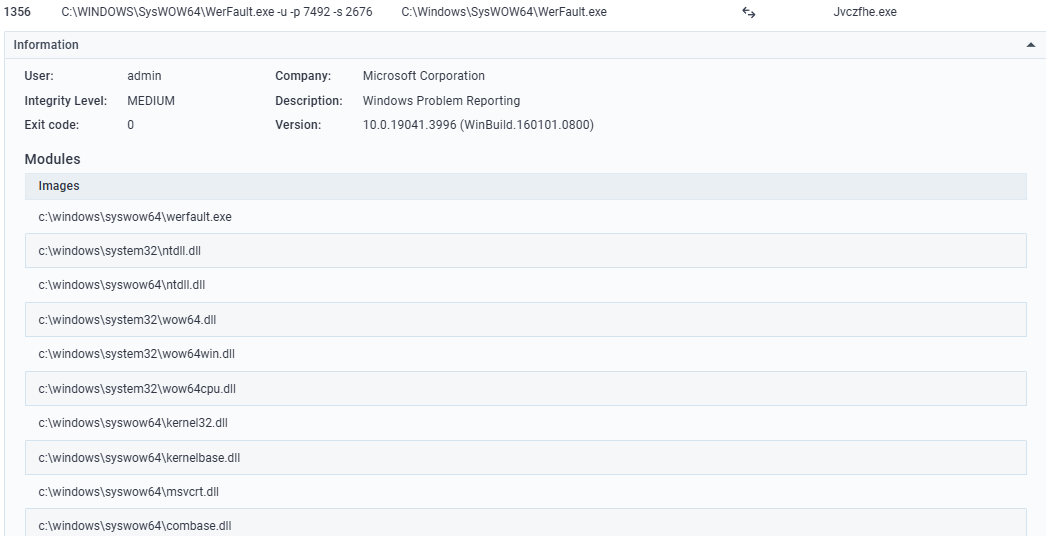 1356 C:\WINDOWS\SysWOW64\WerFault.exe -u -p 7492 -s 2676 C:\Windows\SysWOW64\WerFault.exe Jvczfhe.exe
Information
User: admin Company: Microsoft Corporation
Integrity Level: MEDIUM Description: Windows Problem Reporting
Exit code: 0 Version: 10.0.19041.3996 (WinBuild.160101.0800)
Modules
Images
c:\windows\syswow64\werfault.exe
c:\windows\system32\ntdll.dll
c:\windows\syswow64\ntdll.dll
c:\windows\system32\wow64.dll
c:\windows\system32\wow64win.dll
c:\windows\system32\wow64cpu.dll
c:\windows\syswow64\kernel32.dll
c:\windows\syswow64\kernelbase.dll
c:\windows\syswow64\msvcrt.dll
c:\windows\syswow64\combase.dll